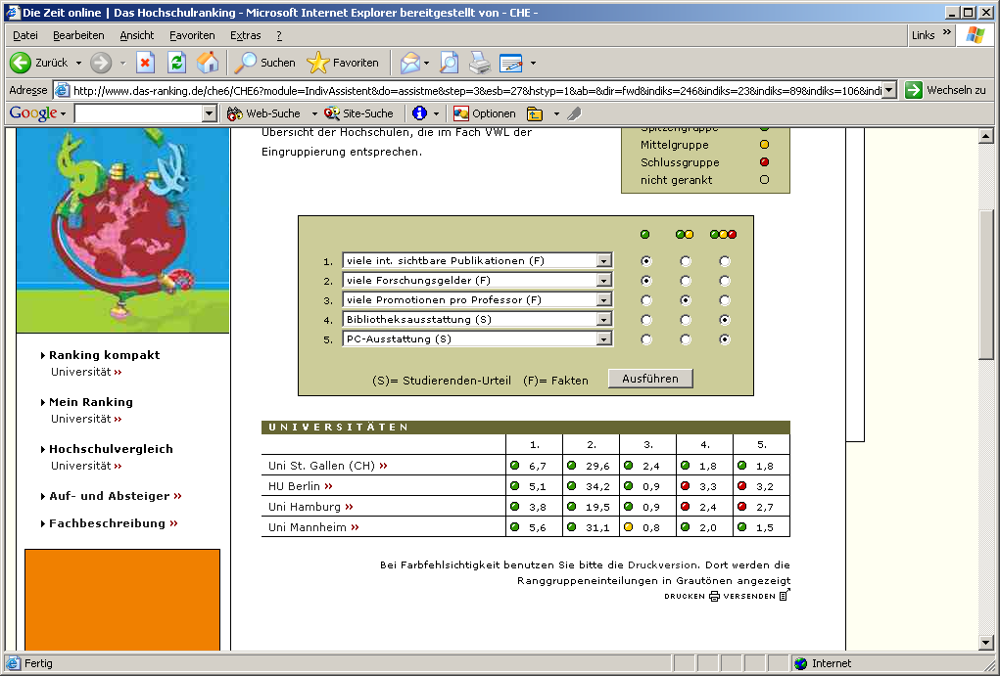 Die Zeit online | Das Hochschulranking - Microsoft Internet Explorer bereitgestellt von - CHE -
Datei Bearbeiten Ansicht Favoriten Extras ? Links »
Zurück Suchen Favoriten
Adresse http://www.das-ranking.de/che6/CHE6?module=IndivAssistent&do=assistme&step=3&esb=27&hstyp=1&ab=&dir=fwd&indiks=246&indiks=23&indiks=89&indiks=106&indi Wechseln zu
Google Web-Suche Site-Suche Optionen
Übersicht der Hochschulen, die im Fach VWL der
Eingruppierung entsprechen.
Spitzengruppe
Mittelgruppe
Schlussgruppe
nicht gerankt
1. viele int. sichtbare Publikationen (F)
2. viele Forschungsgelder (F)
3. viele Promotionen pro Professor (F)
4. Bibliotheksausstattung (S)
5. PC-Ausstattung (S)
(S)= Studierenden-Urteil (F)= Fakten Ausführen
Ranking kompakt
Universität »
Mein Ranking
Universität »
Hochschulvergleich
Universität »
Auf- und Absteiger »
Fachbeschreibung »
UNIVERSITÄTEN
1. 2. 3. 4. 5.
Uni St. Gallen (CH) » 6,7 29,6 2,4 1,8 1,8
HU Berlin » 5,1 34,2 0,9 3,3 3,2
Uni Hamburg » 3,8 19,5 0,9 2,4 2,7
Uni Mannheim » 5,6 31,1 0,8 2,0 1,5
Bei Farbfehlsichtigkeit benutzen Sie bitte die Druckversion. Dort werden die
Ranggruppeneinteilungen in Grautönen angezeigt
DRUCKEN VERSENDEN
Fertig Internet